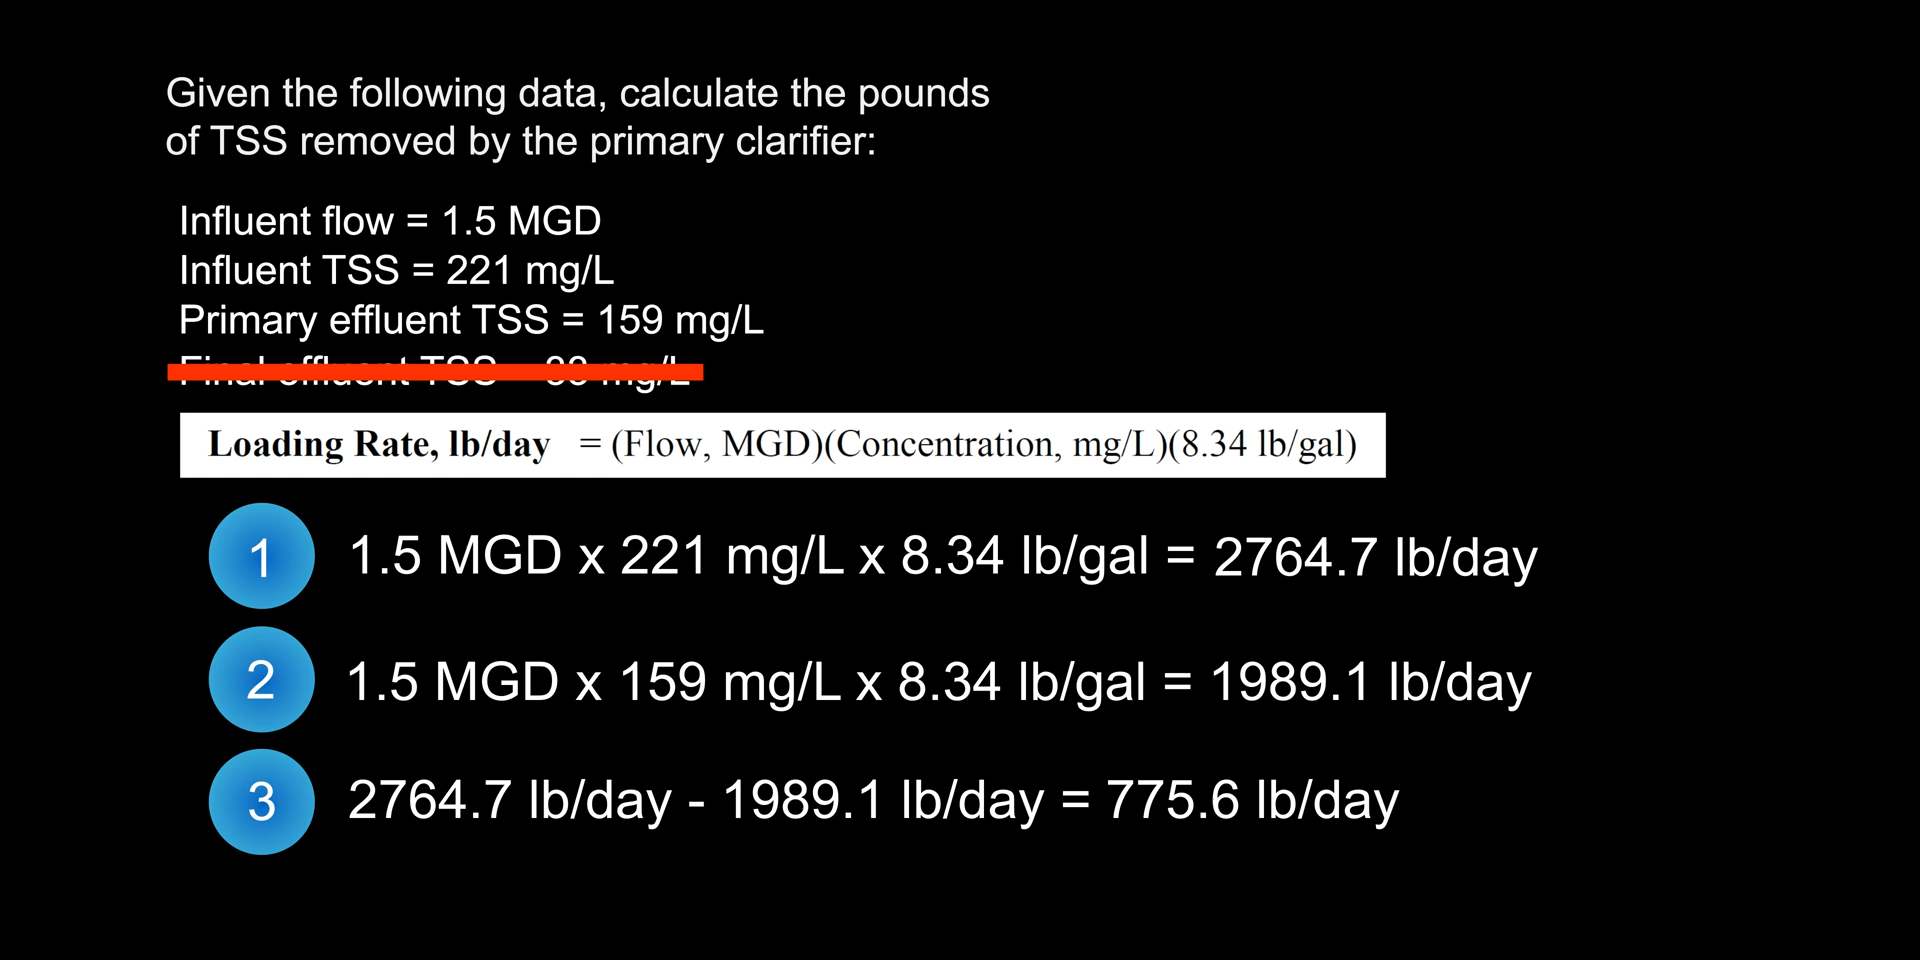 Given the following data, calculate the pounds
of TSS removed by the primary clarifier:
Influent flow = 1.5 MGD
Influent TSS = 221 mg/L
Primary effluent TSS = 159 mg/L
Final effluent TSS mg/L
Loading Rate, lb/day = (Flow, MGD)(Concentration, mg/L)(8.34 lb/gal)
1 1.5 MGD x 221 mg/L x 8.34 lb/gal = 2764.7 lb/day
2 1.5 MGD x 159 mg/L x 8.34 lb/gal = 1989.1 lb/day
3 2764.7 lb/day - 1989.1 lb/day = 775.6 lb/day